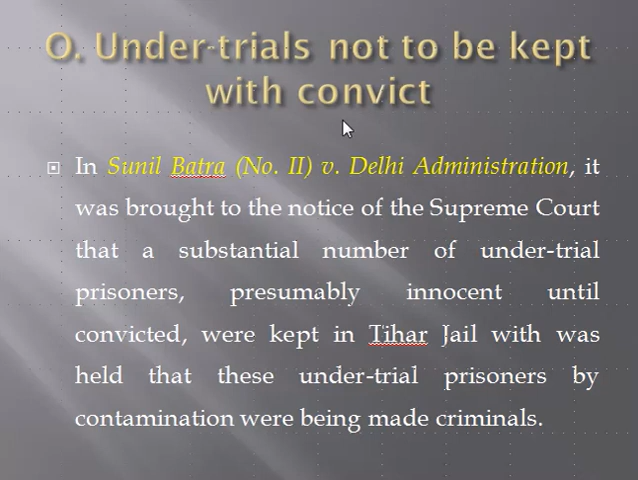 O. Under-trials not to be kept
with convict
In Sunil Batra (No. II) v. Delhi Administration, it
was brought to the notice of the Supreme Court
that a substantial number of under-trial
prisoners, presumably innocent until
convicted, were kept in Tihar Jail with was
held that these under-trial prisoners by
contamination were being made criminals.